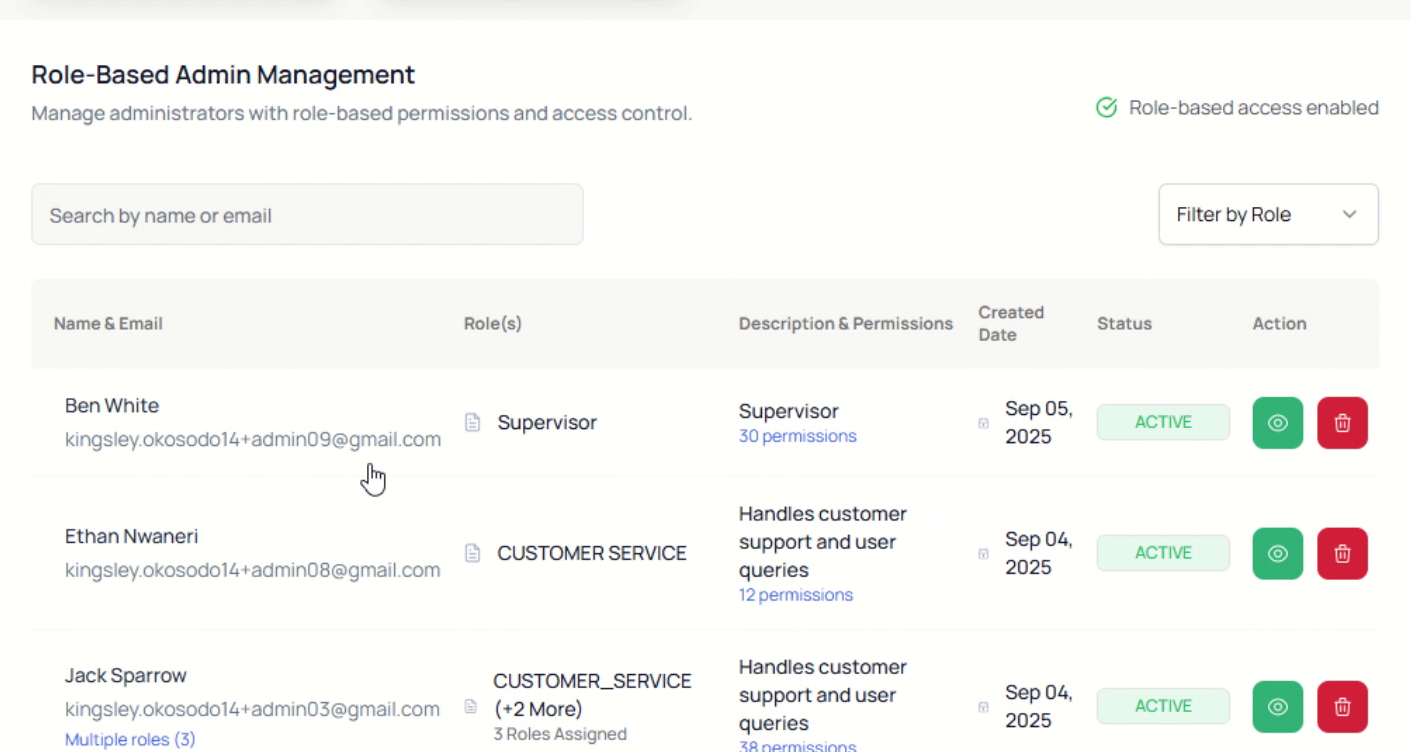 Role-Based Admin Management
Manage administrators with role-based permissions and access control.
Role-based access enabled
Search by name or email
Filter by Role
Name & Email
Role(s)
Description & Permissions
Created
Date
Status
Action
Ben White
kingsley.okosodo14+admin09@gmail.com
Supervisor
Supervisor
30 permissions
Sep 05,
2025
ACTIVE
Ethan Nwaneri
kingsley.okosodo14+admin08@gmail.com
CUSTOMER SERVICE
Handles customer
support and user
queries
12 permissions
Sep 04,
2025
ACTIVE
Jack Sparrow
kingsley.okosodo14+admin03@gmail.com
Multiple roles (3)
CUSTOMER_SERVICE
(+2 More)
3 Roles Assigned
Handles customer
support and user
queries
38 permissions
Sep 04,
2025
ACTIVE